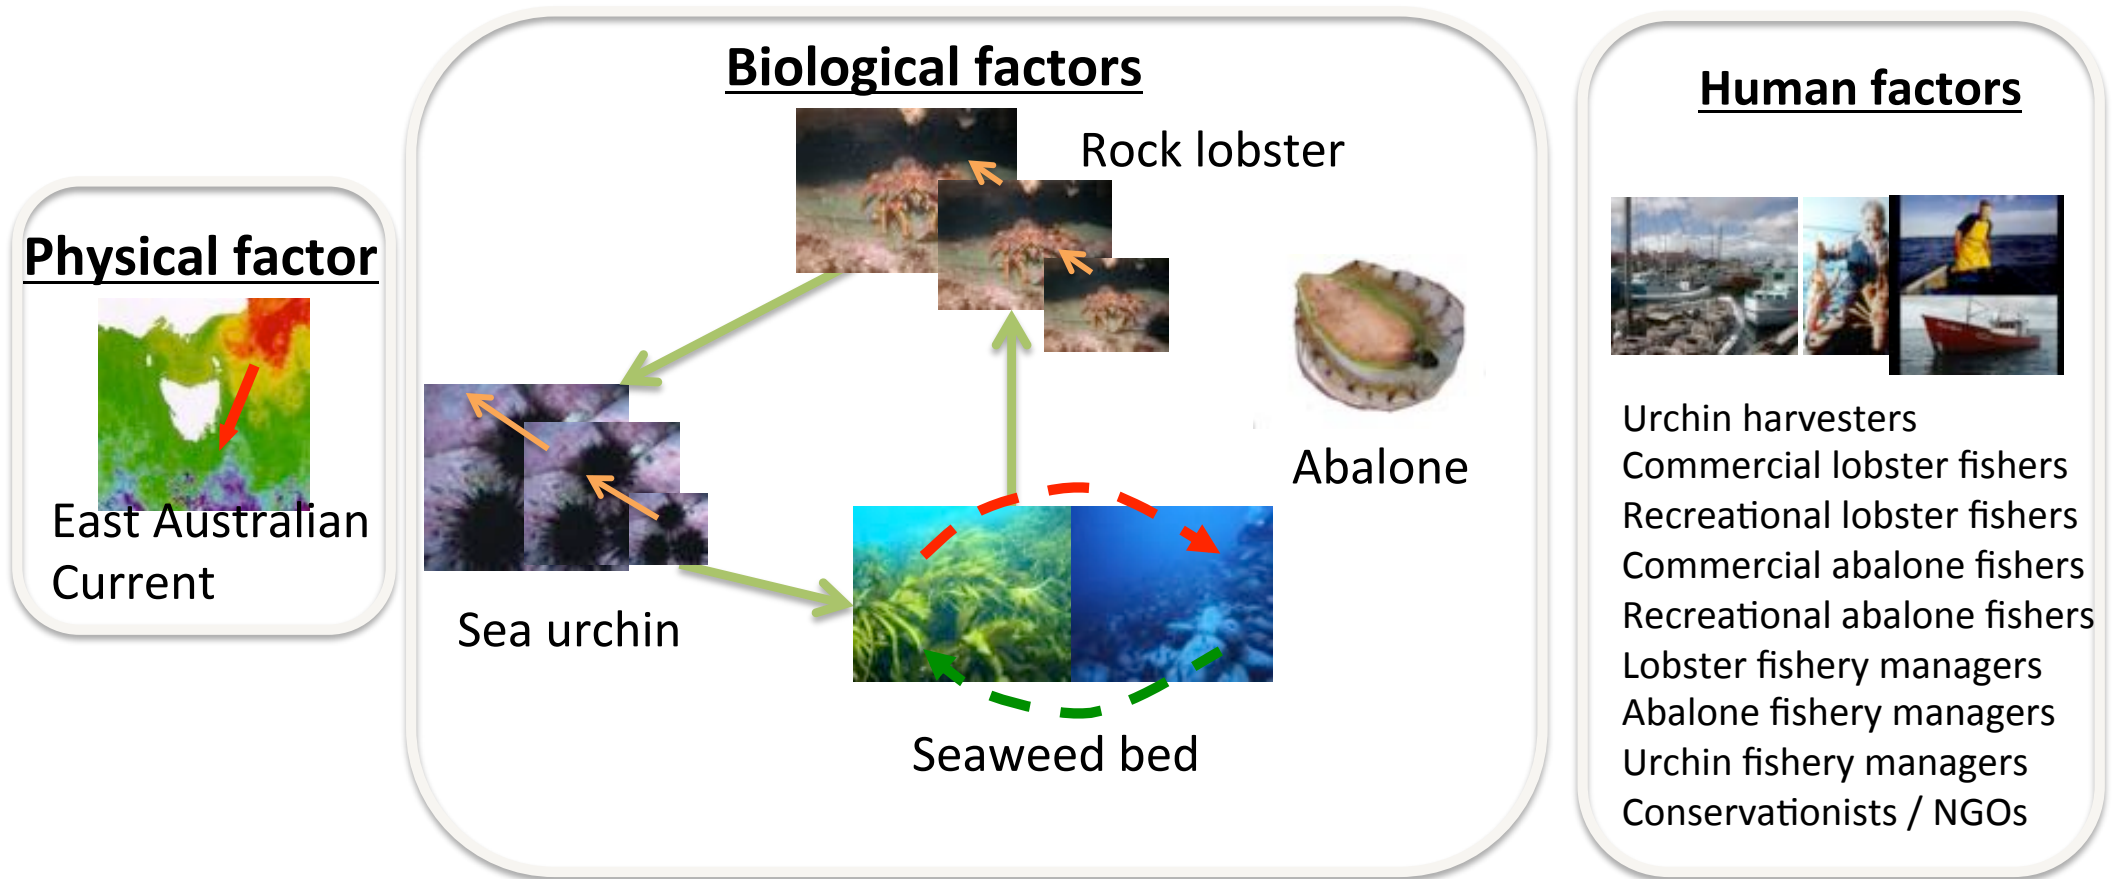 Physical factor
East Australian
Current
Biological factors
Rock lobster
Abalone
Sea urchin
Seaweed bed
Human factors
Urchin harvesters
Commercial lobster fishers
Recreational lobster fishers
Commercial abalone fishers
Recreational abalone fishers
Lobster fishery managers
Abalone fishery managers
Urchin fishery managers
Conservationists / NGOs